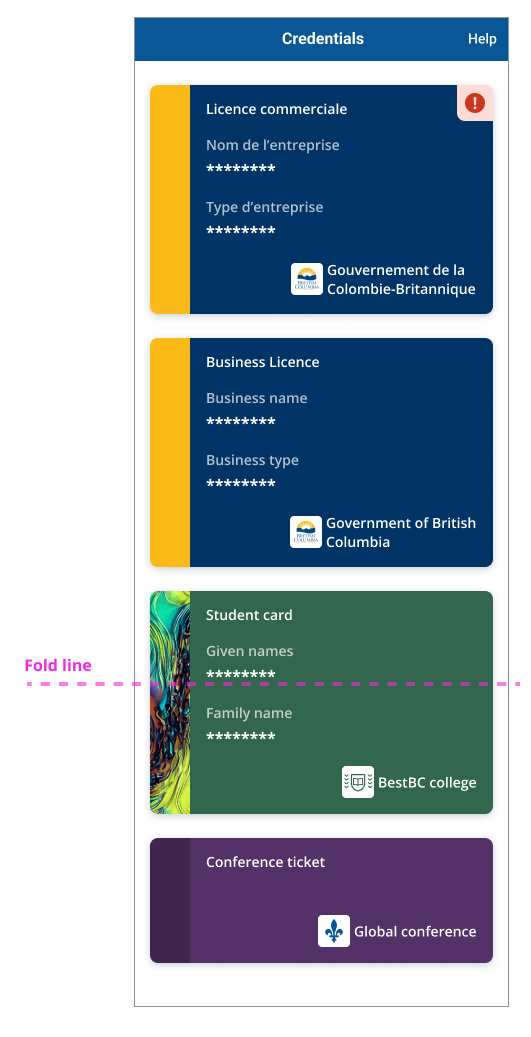 Credentials
Help
Licence commerciale
!
Nom de l’entreprise
********
Type d’entreprise
********
BRITISH
COLUMBIA
Gouvernement de la
Colombie-Britannique
Business Licence
Business name
********
Business type
********
BRITISH
COLUMBIA
Government of British
Columbia
Student card
Given names
Fold line
********
Family name
********
BestBC college
Conference ticket
Global conference